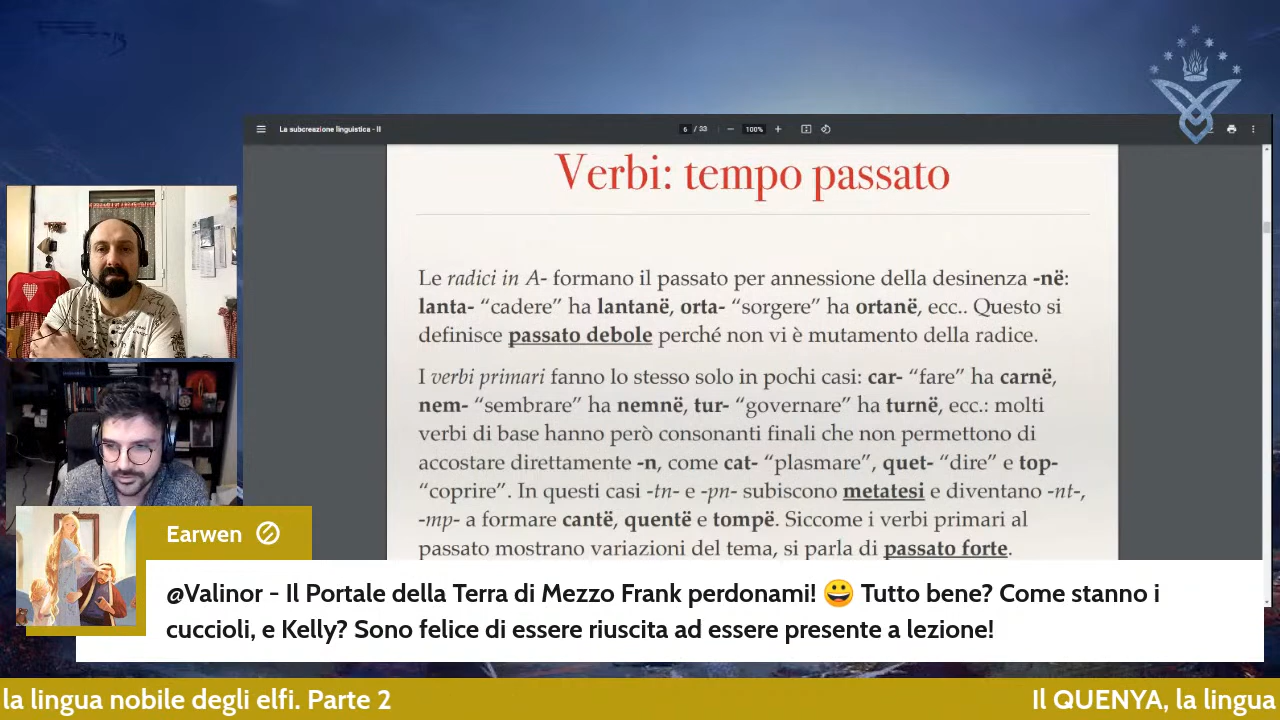 La subcreazione linguistica - II
6 / 33
100%
Verbi: tempo passato
Le radici in A- formano il passato per annessione della desinenza -në:
lanta- “cadere” ha lantanë, orta- “sorgere” ha ortanë, ecc.. Questo si
definisce passato debole perché non vi è mutamento della radice.
I verbi primari fanno lo stesso solo in pochi casi: car- “fare” ha carnë,
nem- “sembrare” ha nemnë, tur- “governare” ha turnë, ecc.: molti
verbi di base hanno però consonanti finali che non permettono di
accostare direttamente -n, come cat- “plasmare”, quet- “dire” e top-
“coprire”. In questi casi -tn- e -pn- subiscono metatesi e diventano -nt-,
-mp- a formare cantë, quentë e tompë. Siccome i verbi primari al
passato mostrano variazioni del tema, si parla di passato forte.
Earwen
@Valinor - Il Portale della Terra di Mezzo Frank perdonami! 😀 Tutto bene? Come stanno i
cuccioli, e Kelly? Sono felice di essere riuscita ad essere presente a lezione!
la lingua nobile degli elfi. Parte 2
Il QUENYA, la lingua